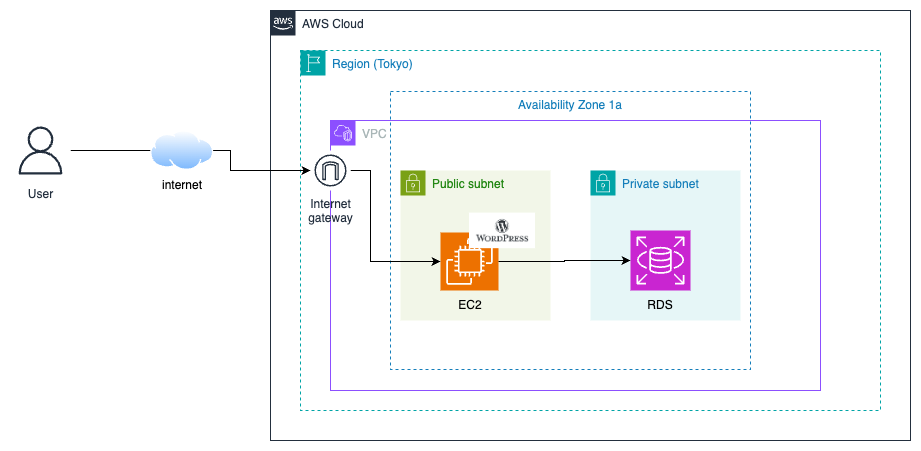 aws
AWS Cloud
Region (Tokyo)
Availability Zone 1a
VPC
User
internet
Internet
gateway
Public subnet
WORDPRESS
EC2
Private subnet
RDS